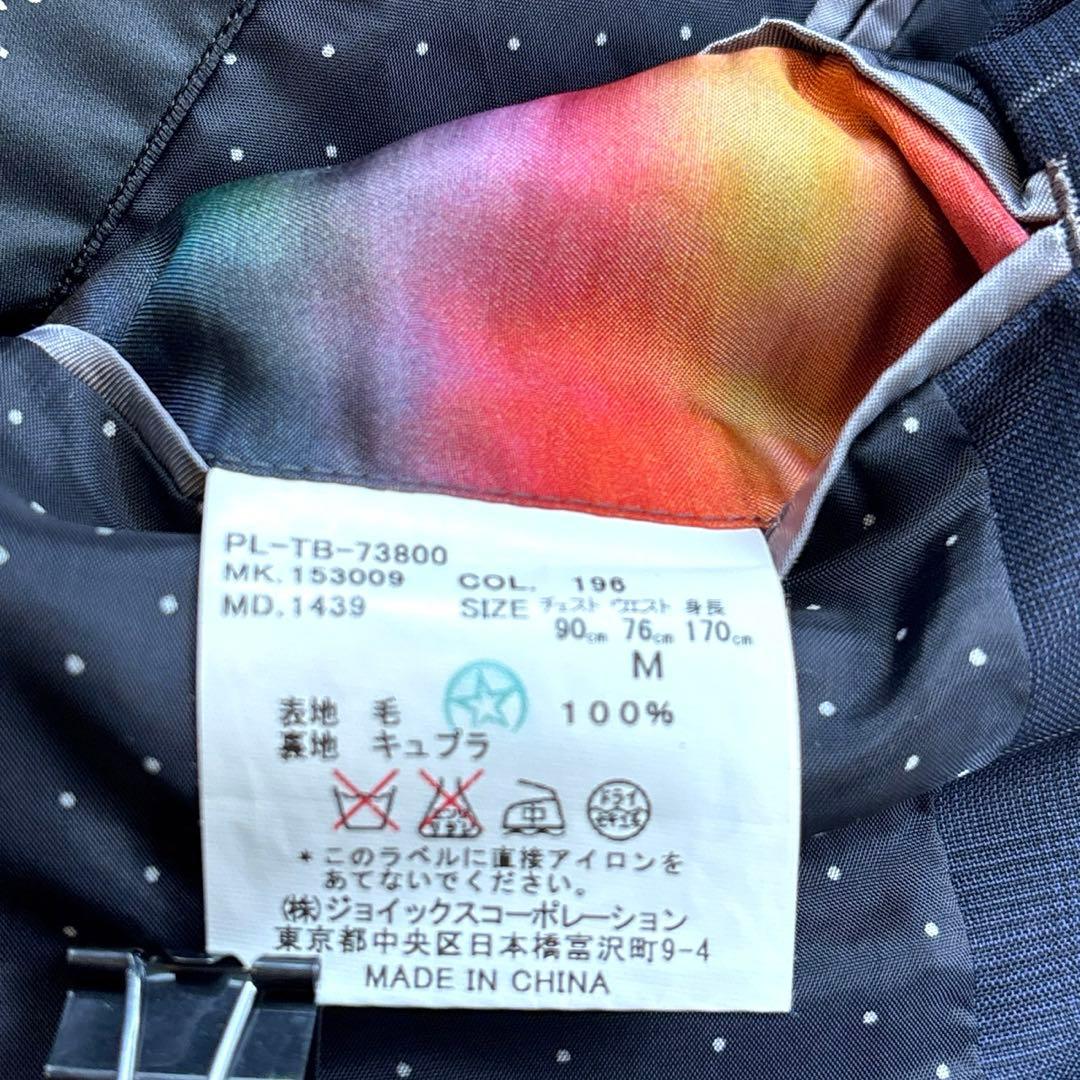 PL-TB-73800
MK.153009 COL. 196
MD.1439 SIZE チェスト ウエスト 身長
90cm 76cm 170cm
M
表地 毛 100%
裏地 キュプラ
中 ドライ セキユ系
*このラベルに直接アイロンを
あてないでください。
(株)ジョイックスコーポレーション
東京都中央区日本橋富沢町9-4
MADE IN CHINA